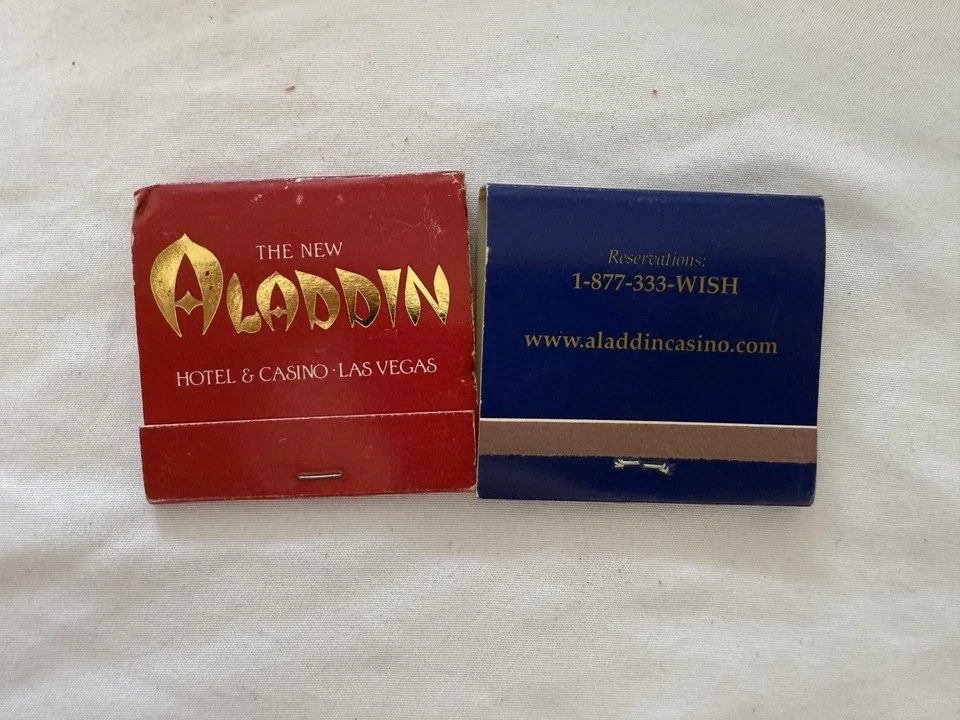 THE NEW
ALADDIN
HOTEL & CASINO · LAS VEGAS
Reservations:
1-877-333-WISH
www.aladdincasino.com